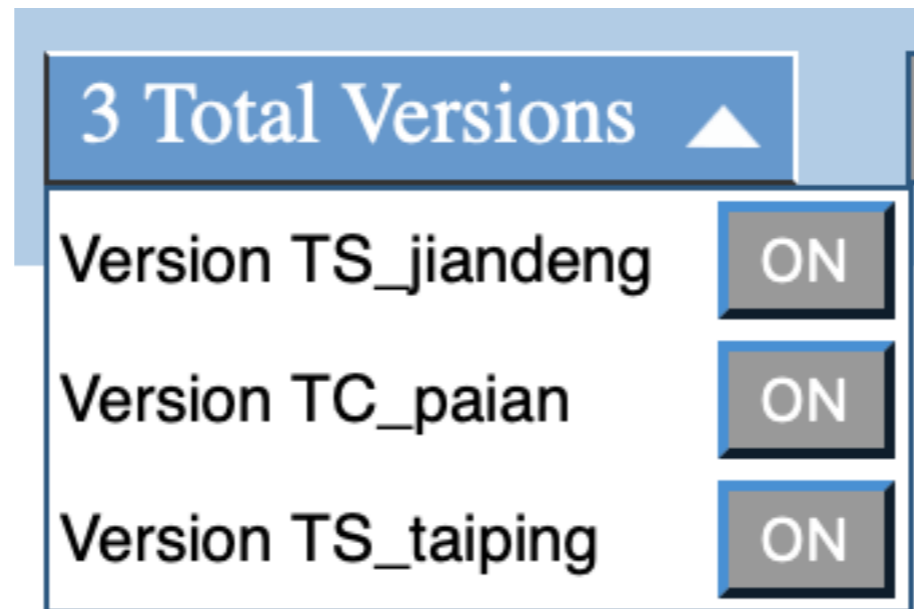 3 Total Versions
Version TS_jiandeng ON
Version TC_paian ON
Version TS_taiping ON